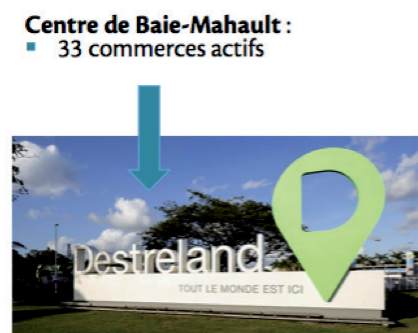 Centre de Baie-Mahault :
▪ 33 commerces actifs
Destreland
TOUT LE MONDE EST ICI